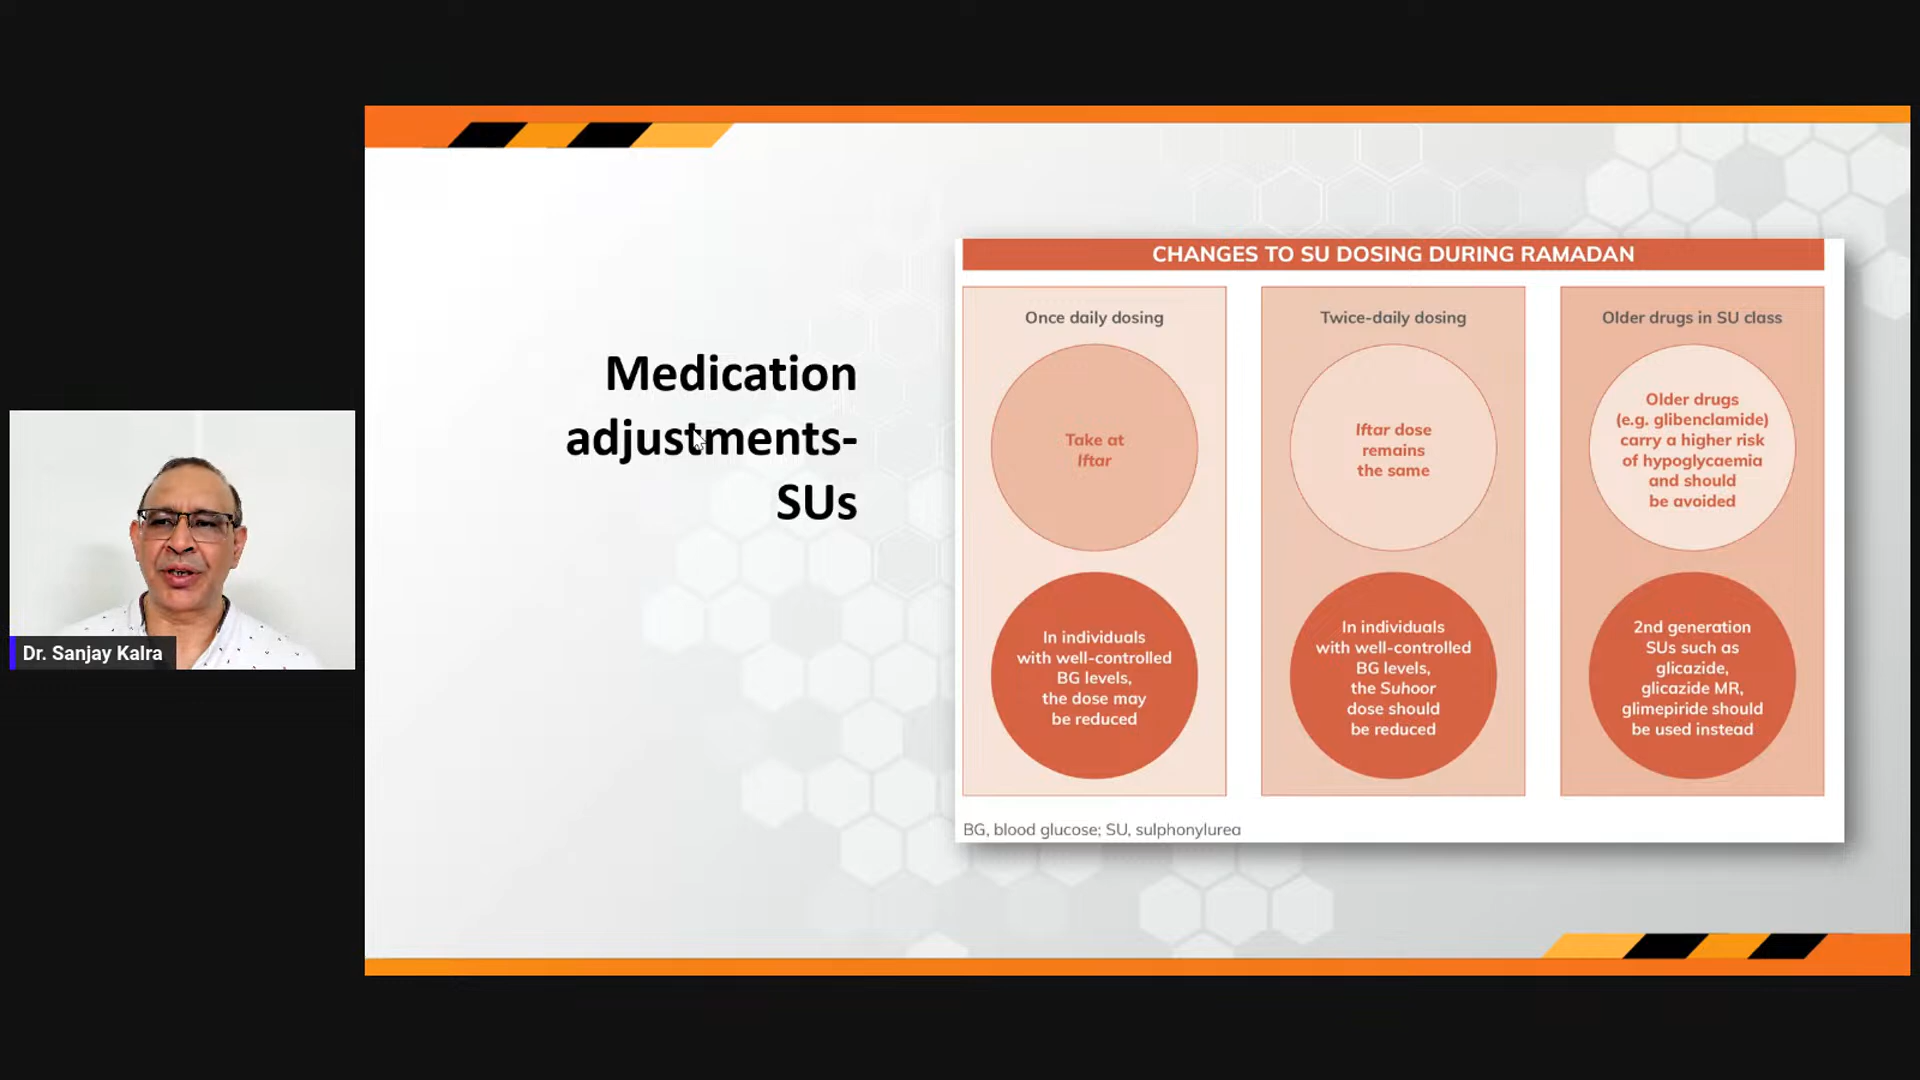 Medication
adjustments-
SUs
CHANGES TO SU DOSING DURING RAMADAN
Once daily dosing
Take at
Iftar
In individuals
with well-controlled
BG levels,
the dose may
be reduced
Twice-daily dosing
Iftar dose
remains
the same
In individuals
with well-controlled
BG levels,
the Suhoor
dose should
be reduced
Older drugs in SU class
Older drugs
(e.g. glibenclamide)
carry a higher risk
of hypoglycaemia
and should
be avoided
2nd generation
SUs such as
glicazide,
glicazide MR,
glimepiride should
be used instead
BG, blood glucose; SU, sulphonylurea
Dr. Sanjay Kalra